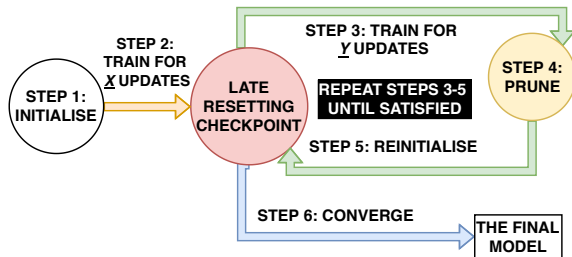 STEP 1:
INITIALISE
STEP 2:
TRAIN FOR
X UPDATES
LATE
RESETTING
CHECKPOINT
STEP 3: TRAIN FOR
Y UPDATES
REPEAT STEPS 3-5
UNTIL SATISFIED
STEP 4:
PRUNE
STEP 5: REINITIALISE
STEP 6: CONVERGE
THE FINAL
MODEL